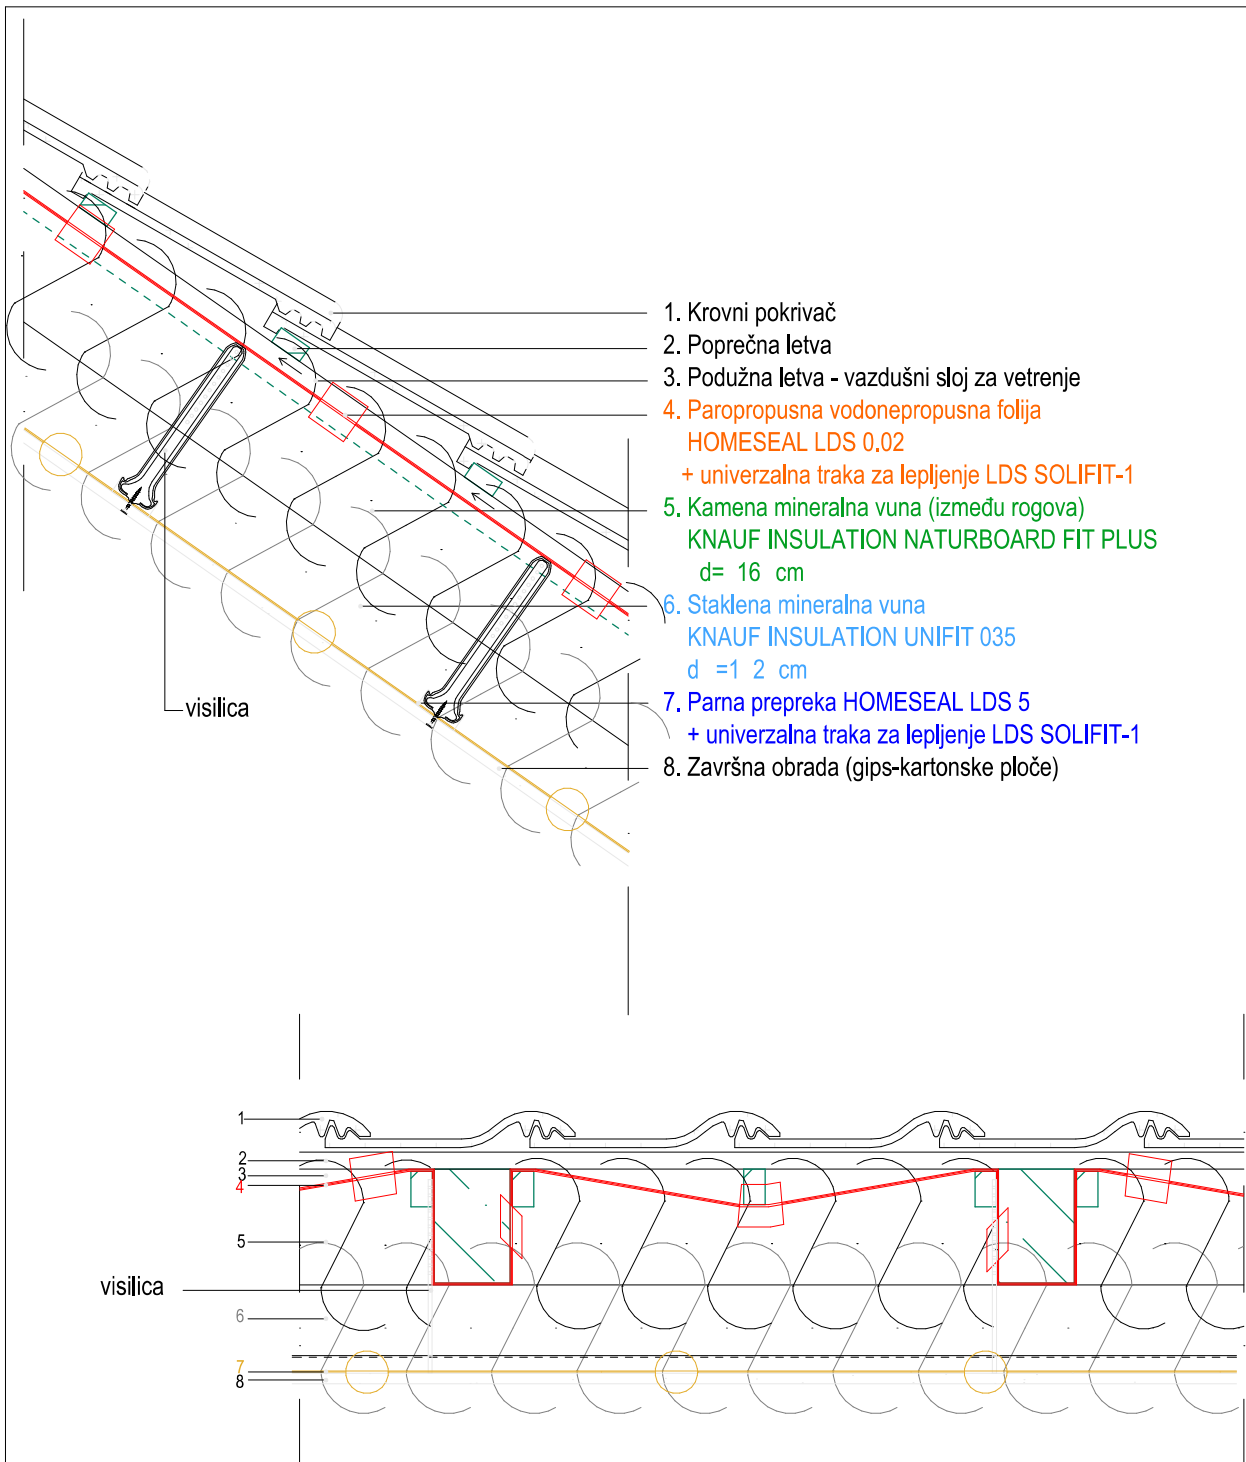 1. Krovni pokrivač
2. Poprečna letva
3. Podužna letva - vazdušni sloj za vetrenje
4. Paropropusna vodonepropusna folija
HOMESEAL LDS 0.02
+ univerzalna traka za lepljenje LDS SOLIFIT-1
5. Kamena mineralna vuna (između rogova)
KNAUF INSULATION NATURBOARD FIT PLUS
d= 16 cm
6. Staklena mineralna vuna
KNAUF INSULATION UNIFIT 035
d =1 2 cm
7. Parna prepreka HOMESEAL LDS 5
+ univerzalna traka za lepljenje LDS SOLIFIT-1
8. Završna obrada (gips-kartonske ploče)
visilica
1
2
3
4
5
visilica
6
7
8